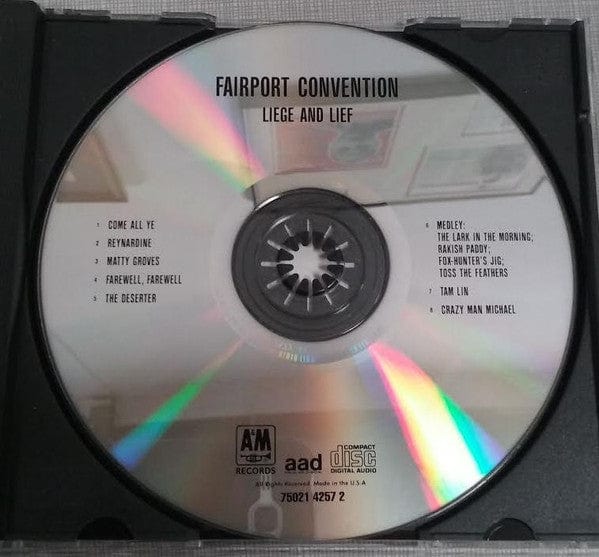 FAIRPORT CONVENTION
LIEGE AND LIEF
1 COME ALL YE
2 REYNARDINE
3 MATTY GROVES
4 FAREWELL, FAREWELL
5 THE DESERTER
6 MEDLEY:
THE LARK IN THE MORNING;
RAKISH PADDY;
FOX-HUNTER'S JIG;
TOSS THE FEATHERS
7 TAM LIN
8 CRAZY MAN MICHAEL
A&M
RECORDS
aad
COMPACT
disc
DIGITAL AUDIO
All Rights Reserved. Made in the U.S.A
75021 4257 2